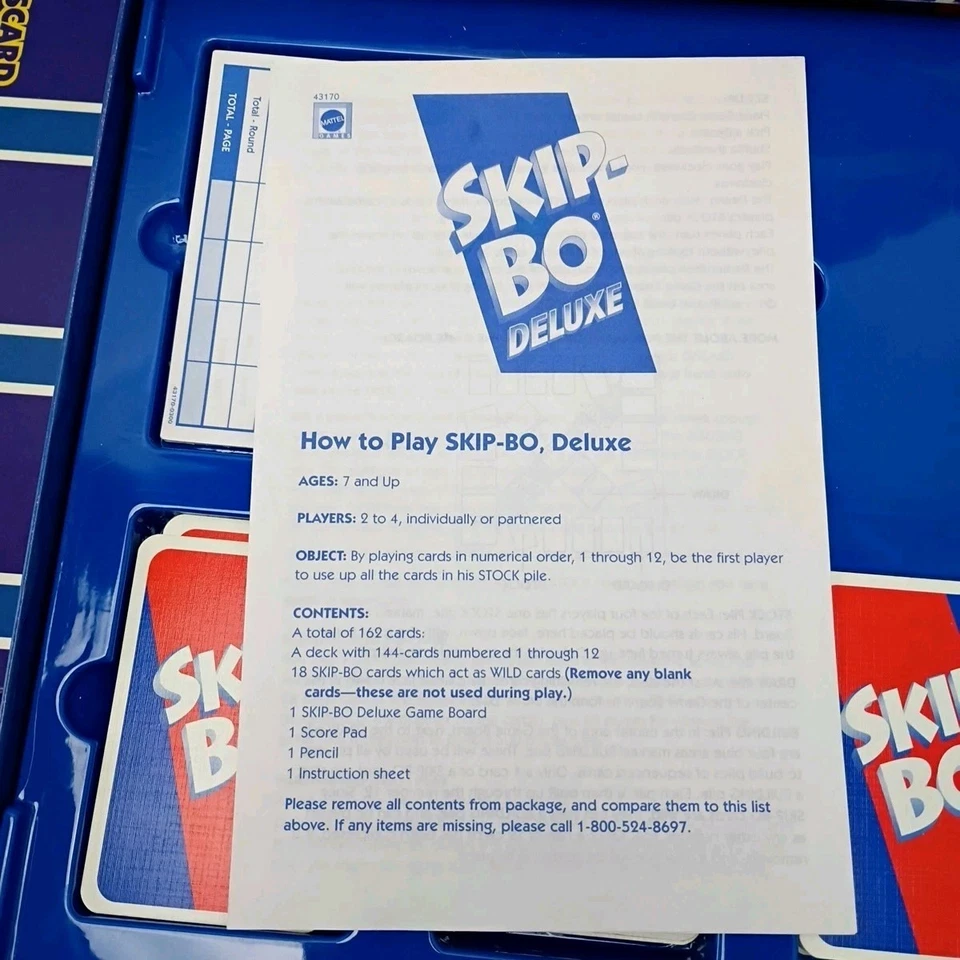 CARD
TOTAL - PAGE
Total - Round
43170-0300
43170
MATTEL
GAMES
SKIP-
BO®
DELUXE
How to Play SKIP-BO, Deluxe
AGES: 7 and Up
PLAYERS: 2 to 4, individually or partnered
OBJECT: By playing cards in numerical order, 1 through 12, be the first player
to use up all the cards in his STOCK pile.
CONTENTS:
A total of 162 cards:
A deck with 144-cards numbered 1 through 12
18 SKIP-BO cards which act as WILD cards (Remove any blank
cards—these are not used during play.)
1 SKIP-BO Deluxe Game Board
1 Score Pad
1 Pencil
1 Instruction sheet
Please remove all contents from package, and compare them to this list
above. If any items are missing, please call 1-800-524-8697.
SK
B
SKI
BO